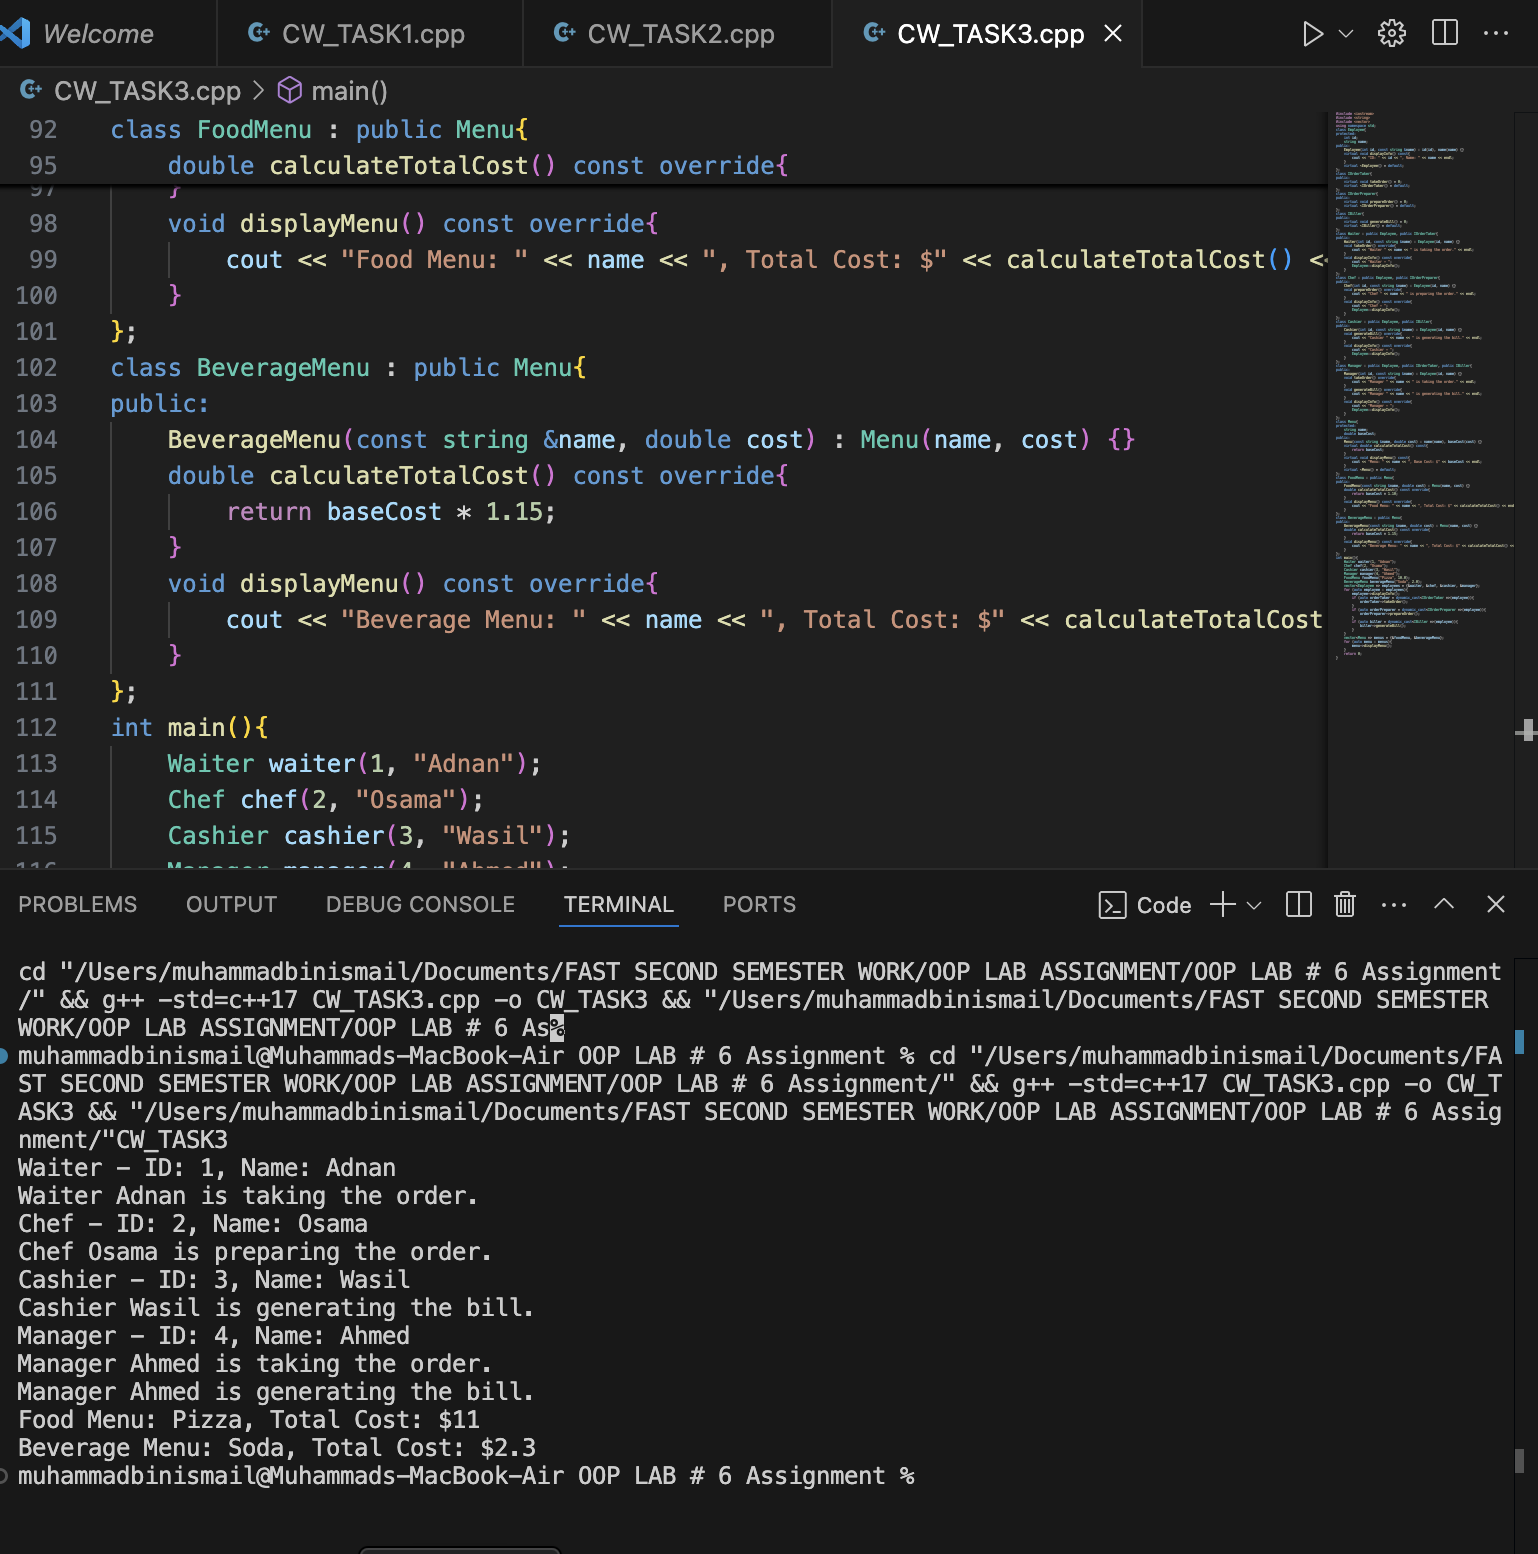 Welcome
CW_TASK1.cpp
CW_TASK2.cpp
CW_TASK3.cpp
CW_TASK3.cpp > main()
92 class FoodMenu : public Menu{
95 double calculateTotalCost() const override{
97 }
98 void displayMenu() const override{
99 cout << "Food Menu: " << name << ", Total Cost: $" << calculateTotalCost() <<
100 }
101 };
102 class BeverageMenu : public Menu{
103 public:
104 BeverageMenu(const string &name, double cost) : Menu(name, cost) {}
105 double calculateTotalCost() const override{
106 return baseCost * 1.15;
107 }
108 void displayMenu() const override{
109 cout << "Beverage Menu: " << name << ", Total Cost: $" << calculateTotalCost
110 }
111 };
112 int main(){
113 Waiter waiter(1, "Adnan");
114 Chef chef(2, "Osama");
115 Cashier cashier(3, "Wasil");
116 Manager manager(4, "Ahmed");
PROBLEMS OUTPUT DEBUG CONSOLE TERMINAL PORTS
Code
cd "/Users/muhammadbinismail/Documents/FAST SECOND SEMESTER WORK/OOP LAB ASSIGNMENT/OOP LAB # 6 Assignment
/" && g++ -std=c++17 CW_TASK3.cpp -o CW_TASK3 && "/Users/muhammadbinismail/Documents/FAST SECOND SEMESTER
WORK/OOP LAB ASSIGNMENT/OOP LAB # 6 As%
muhammadbinismail@Muhammads-MacBook-Air OOP LAB # 6 Assignment % cd "/Users/muhammadbinismail/Documents/FA
ST SECOND SEMESTER WORK/OOP LAB ASSIGNMENT/OOP LAB # 6 Assignment/" && g++ -std=c++17 CW_TASK3.cpp -o CW_T
ASK3 && "/Users/muhammadbinismail/Documents/FAST SECOND SEMESTER WORK/OOP LAB ASSIGNMENT/OOP LAB # 6 Assig
nment/"CW_TASK3
Waiter - ID: 1, Name: Adnan
Waiter Adnan is taking the order.
Chef - ID: 2, Name: Osama
Chef Osama is preparing the order.
Cashier - ID: 3, Name: Wasil
Cashier Wasil is generating the bill.
Manager - ID: 4, Name: Ahmed
Manager Ahmed is taking the order.
Manager Ahmed is generating the bill.
Food Menu: Pizza, Total Cost: $11
Beverage Menu: Soda, Total Cost: $2.3
muhammadbinismail@Muhammads-MacBook-Air OOP LAB # 6 Assignment %